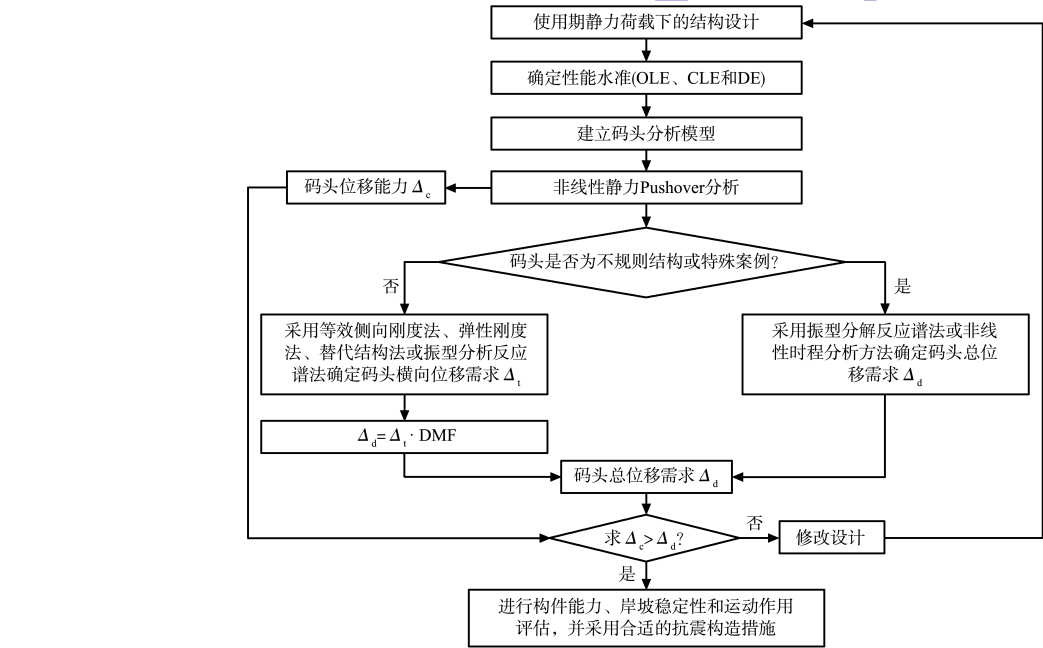 使用期静力荷载下的结构设计
确定性能水准(OLE、CLE和DE)
建立码头分析模型
码头位移能力 Δc
非线性静力Pushover分析
码头是否为不规则结构或特殊案例?
否
是
采用等效侧向刚度法、弹性刚度
法、替代结构法或振型分析反应
谱法确定码头横向位移需求 Δt
采用振型分解反应谱法或非线
性时程分析方法确定码头总位
移需求 Δd
Δd= Δt · DMF
码头总位移需求 Δd
求 Δc> Δd?
否
修改设计
是
进行构件能力、岸坡稳定性和运动作用
评估，并采用合适的抗震构造措施